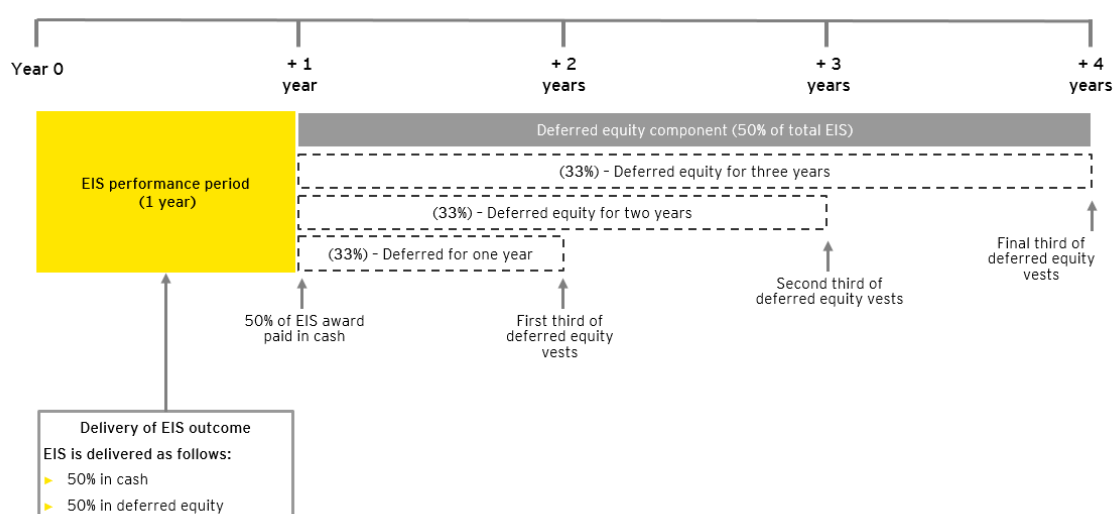 Year 0
+ 1
year
+ 2
years
+ 3
years
+ 4
years
Deferred equity component (50% of total EIS)
EIS performance period
(1 year)
(33%) – Deferred equity for three years
(33%) – Deferred equity for two years
(33%) – Deferred for one year
50% of EIS award
paid in cash
First third of
deferred equity
vests
Second third of
deferred equity vests
Final third of
deferred equity
vests
Delivery of EIS outcome
EIS is delivered as follows:
► 50% in cash
► 50% in deferred equity